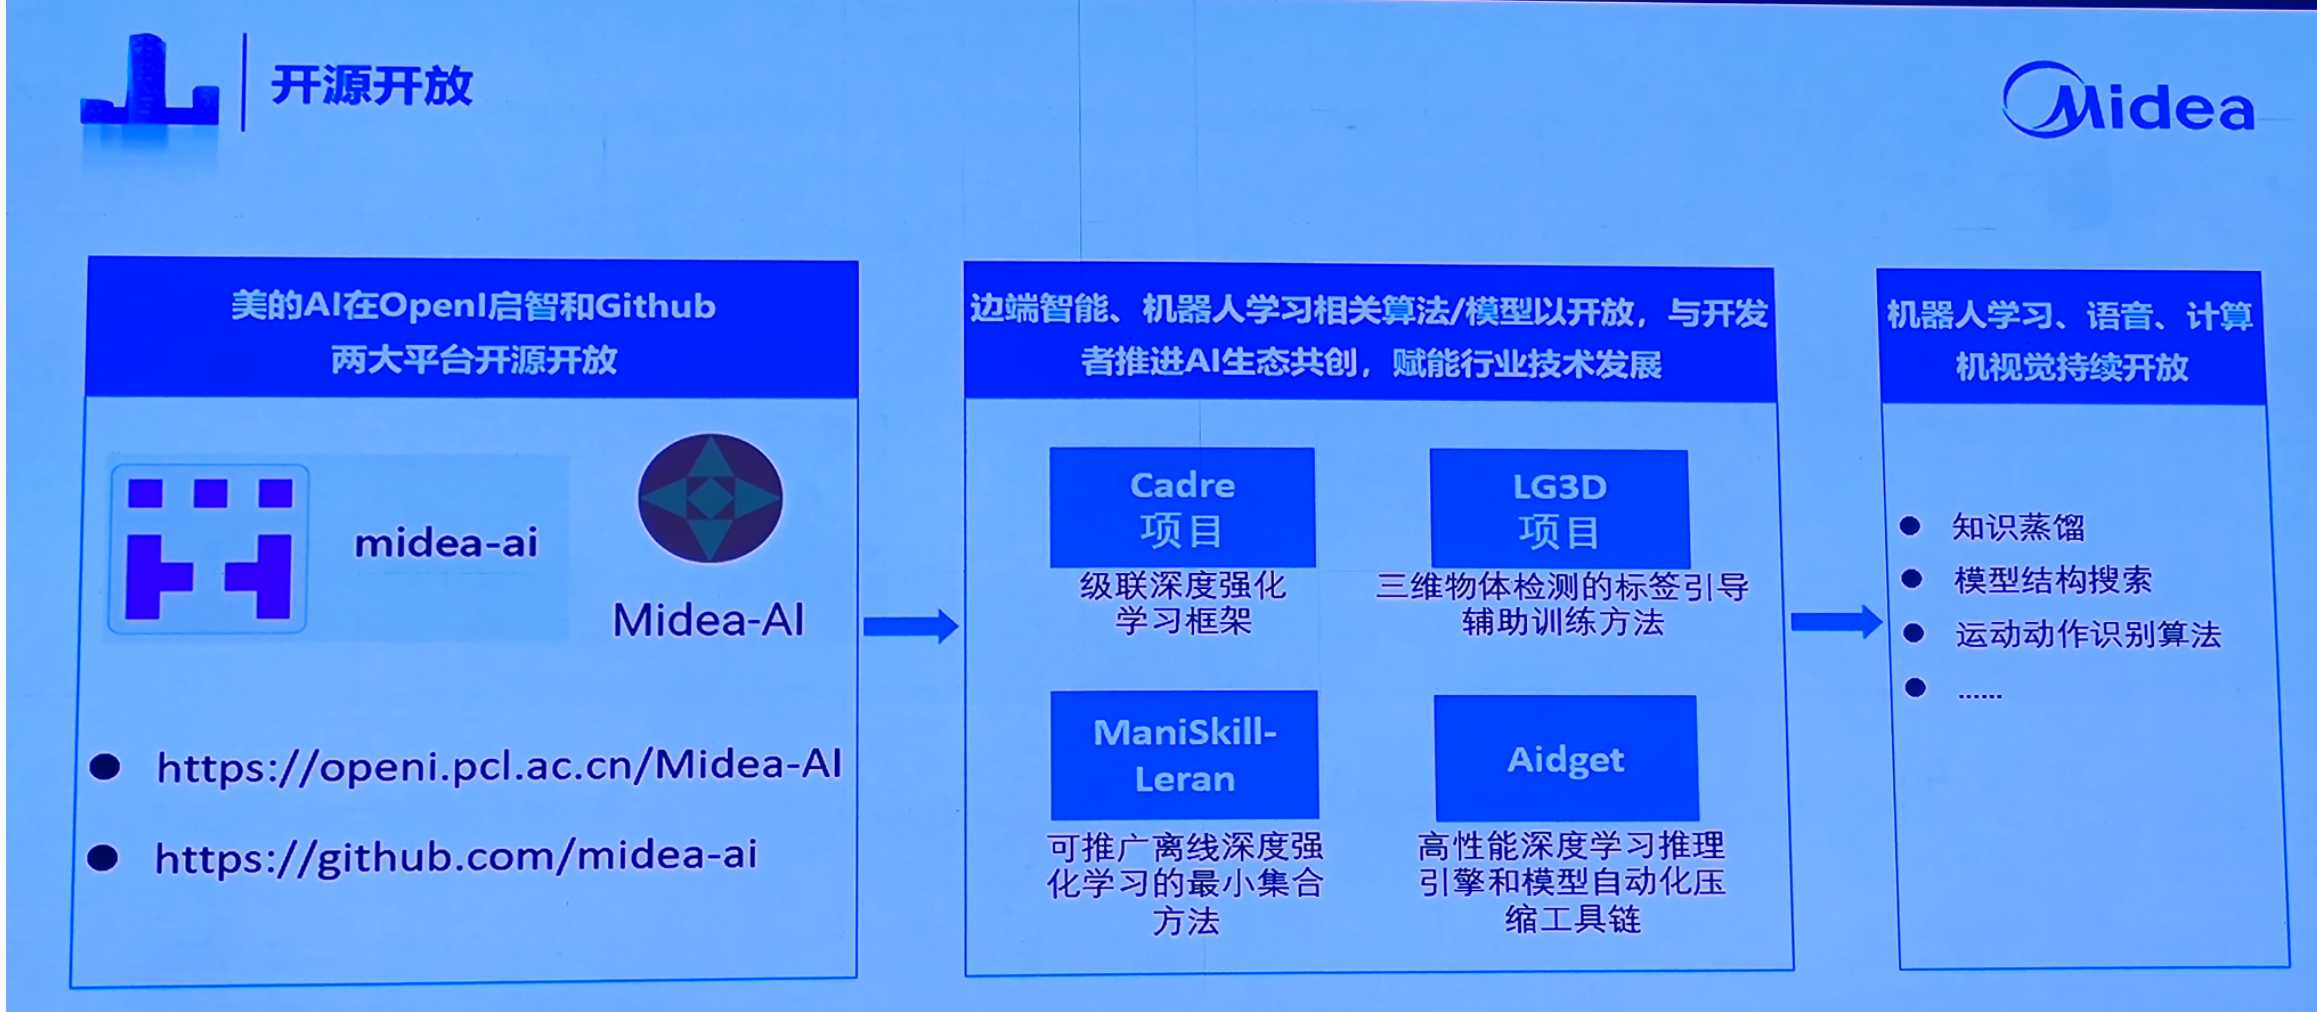 开源开放
Midea
美的AI在OpenI启智和Github
两大平台开源开放
midea-ai
Midea-AI
https://openi.pcl.ac.cn/Midea-AI
https://github.com/midea-ai
边端智能、机器人学习相关算法/模型以开放，与开发
者推进AI生态共创，赋能行业技术发展
Cadre
项目
级联深度强化
学习框架
LG3D
项目
三维物体检测的标签引导
辅助训练方法
ManiSkill-
Leran
可推广离线深度强
化学习的最小集合
方法
Aidget
高性能深度学习推理
引擎和模型自动化压
缩工具链
机器人学习、语音、计算
机视觉持续开放
知识蒸馏
模型结构搜索
运动动作识别算法
......